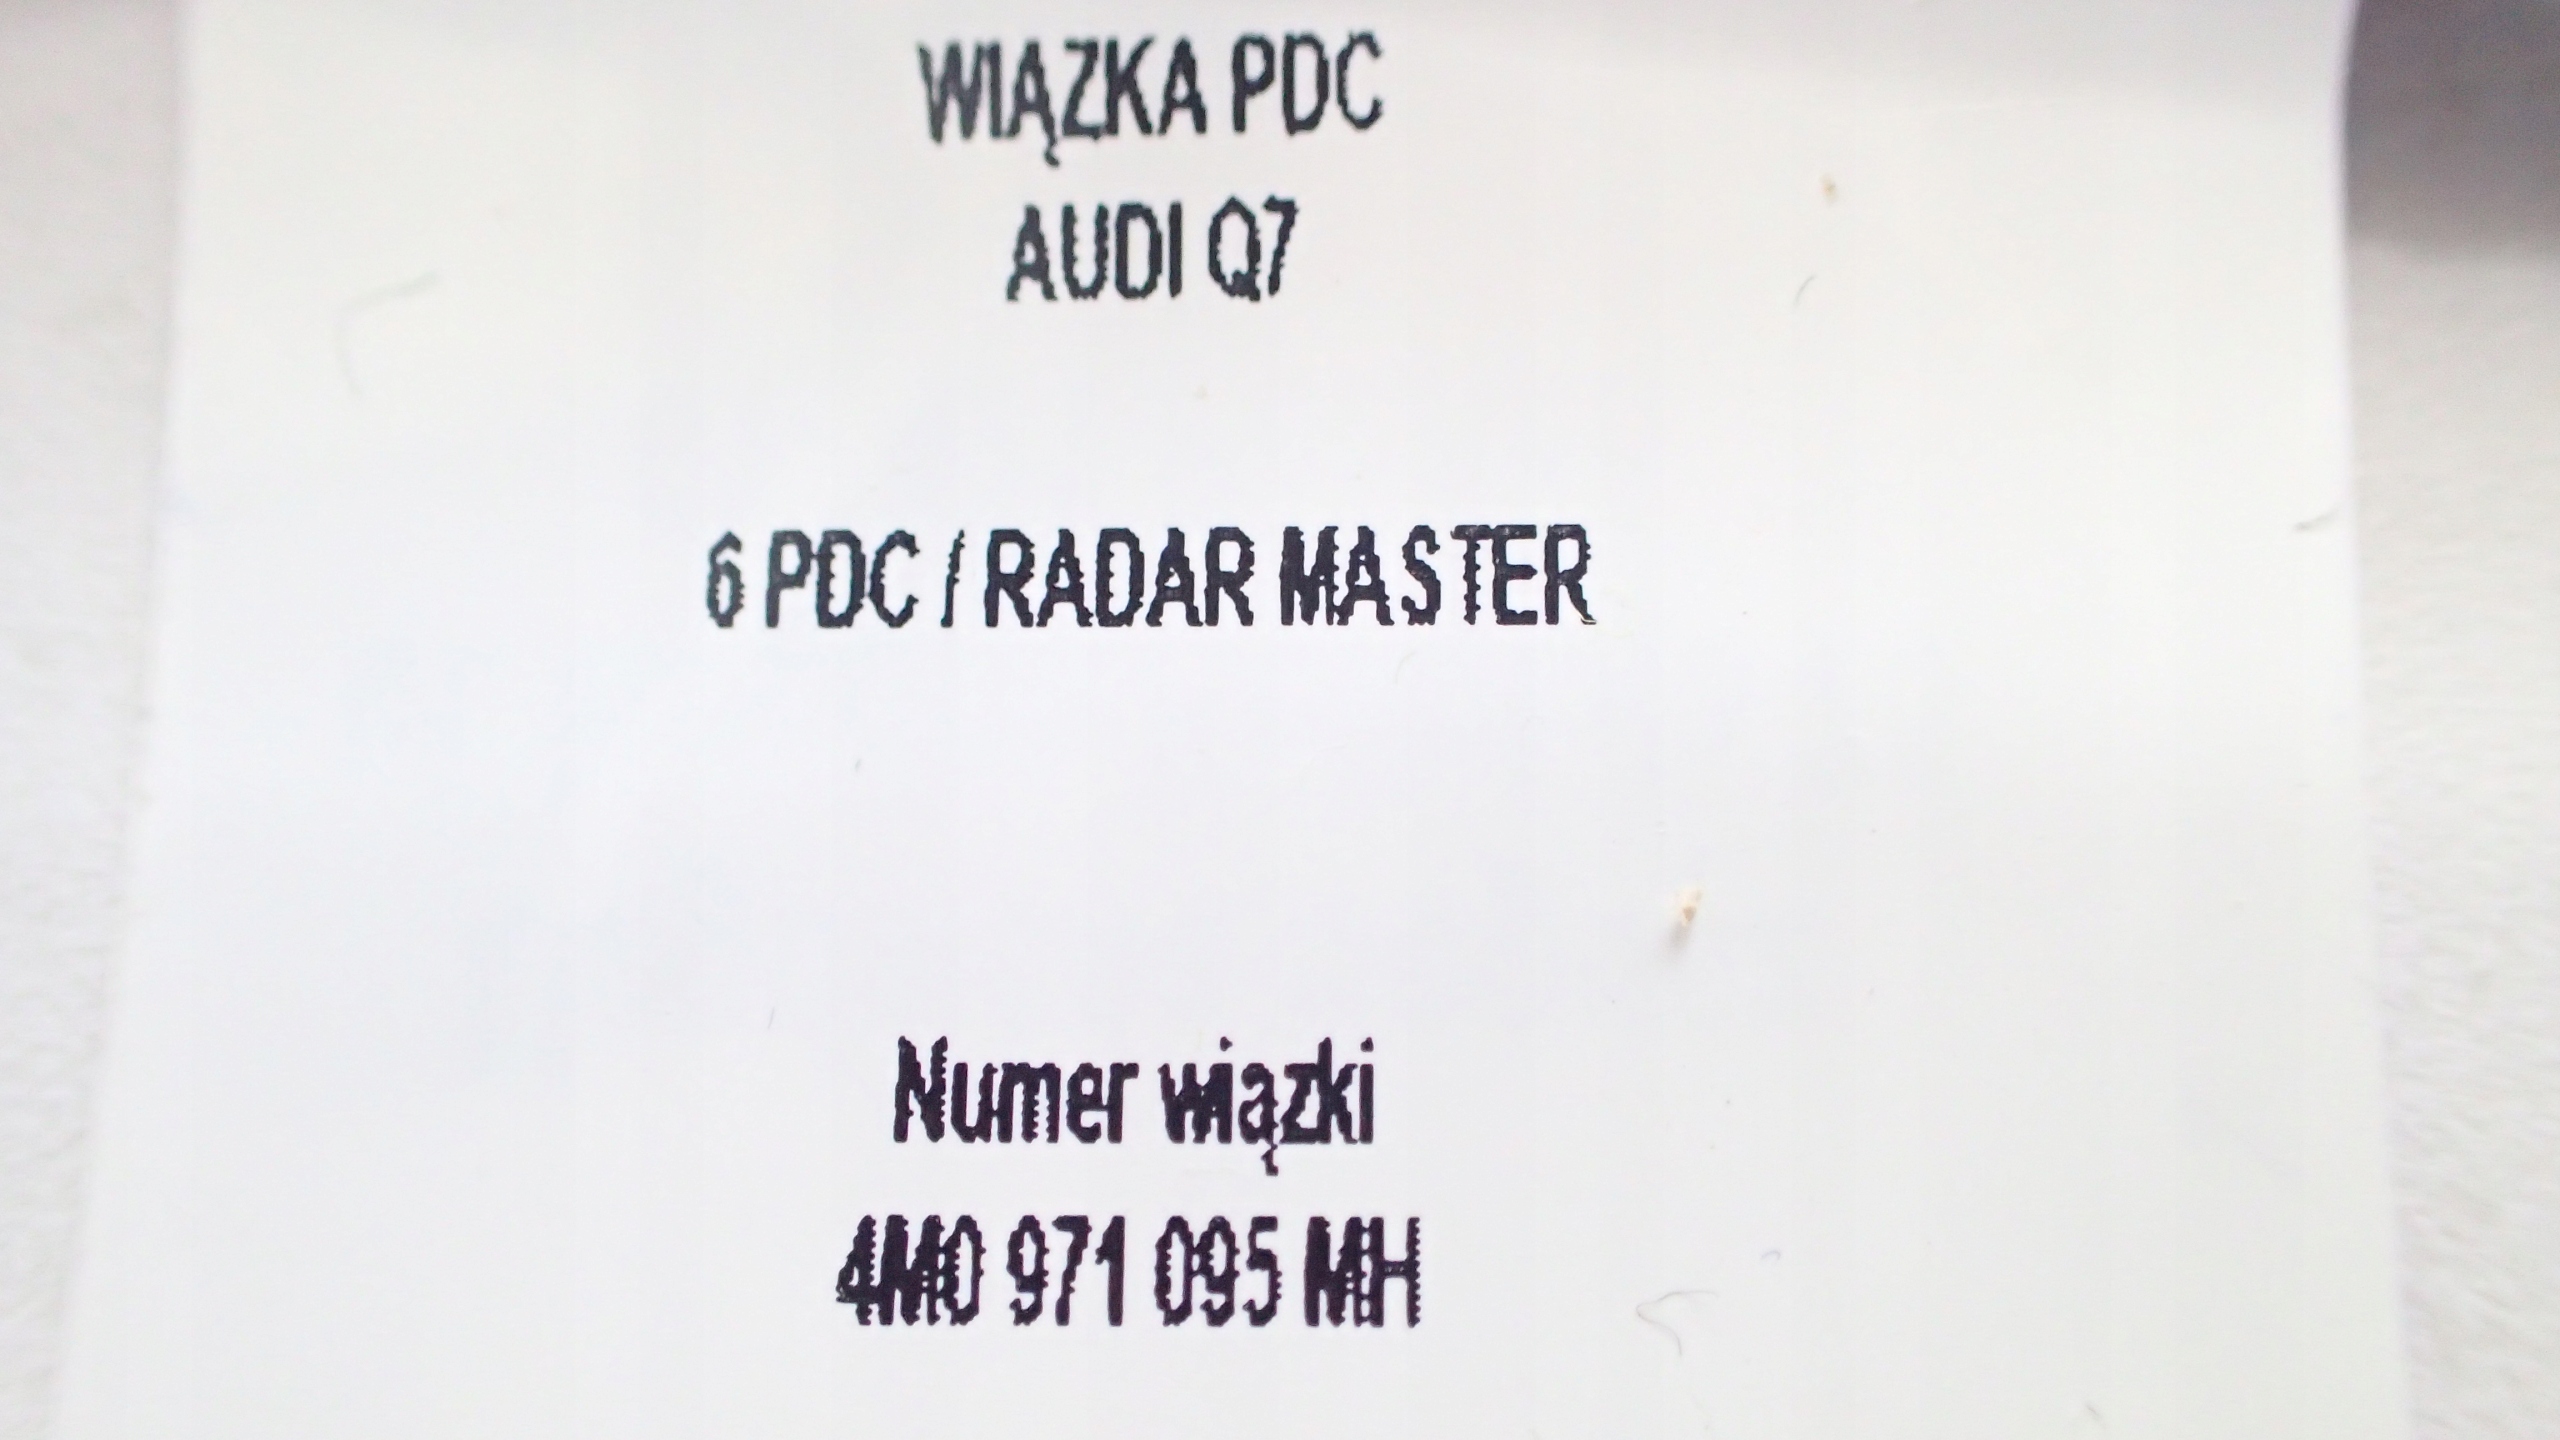 WIĄZKA PDC
AUDI Q7
6 PDC / RADAR MASTER
Numer wiązki
4M0 971 095 MH